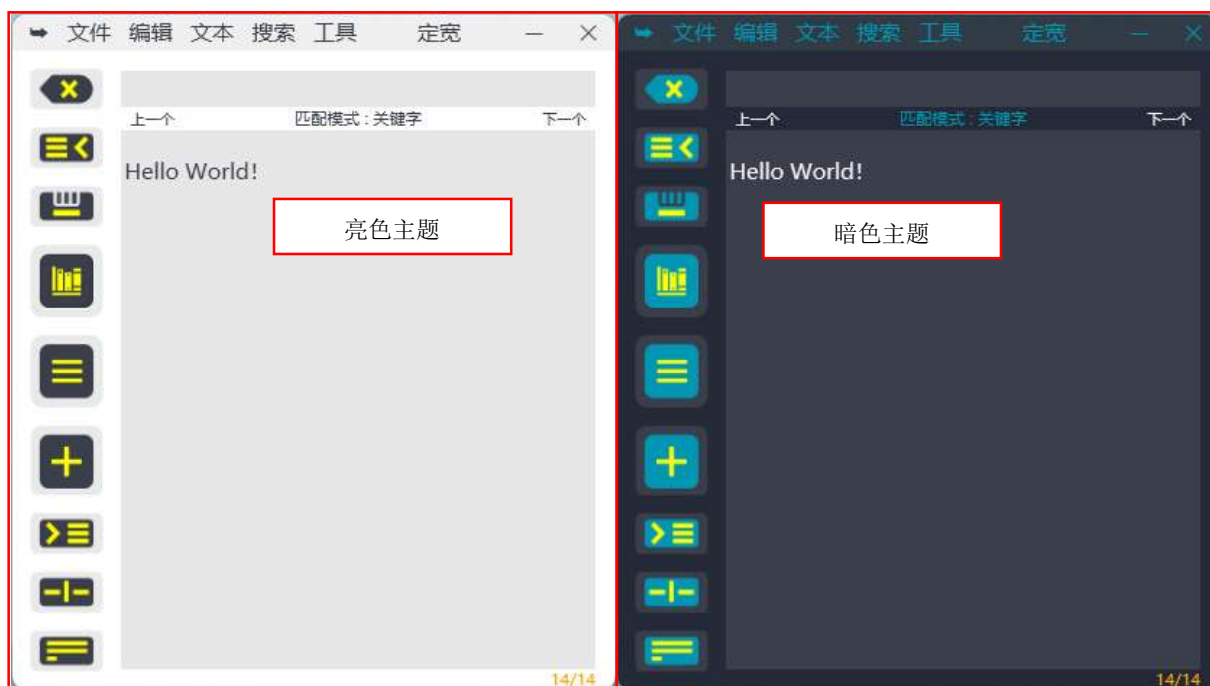 文件 编辑 文本 搜索 工具 定宽
上一个 匹配模式 : 关键字 下一个
Hello World!
亮色主题
14/14
文件 编辑 文本 搜索 工具 定宽
上一个 匹配模式 : 关键字 下一个
Hello World!
暗色主题
14/14